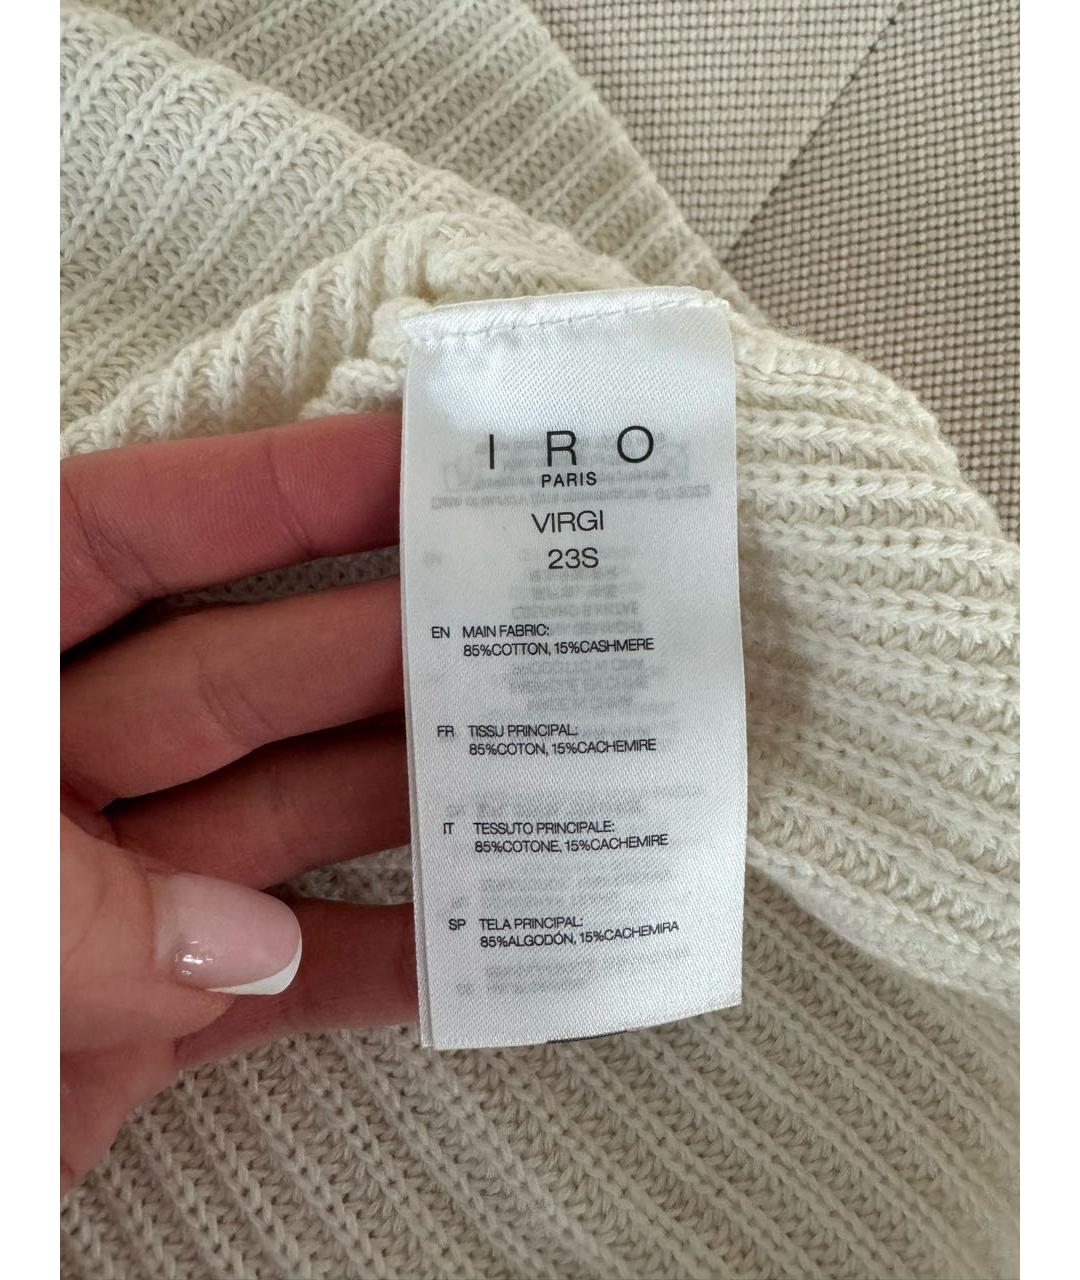 IRO
PARIS
VIRGI
23S
EN MAIN FABRIC:
85%COTTON, 15%CASHMERE
FR TISSU PRINCIPAL:
85%COTON, 15%CACHEMIRE
IT TESSUTO PRINCIPALE:
85%COTONE, 15%CACHEMIRE
SP TELA PRINCIPAL:
85%ALGODÓN, 15%CACHEMIRA